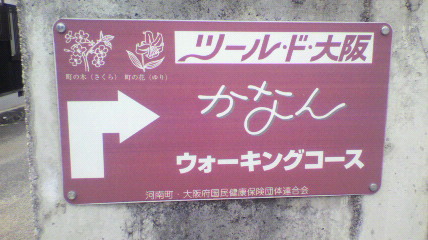 ツール・ド・大阪
町の木（さくら） 町の花（ゆり）
かなん
ウォーキングコース
河南町・大阪府国民健康保険団体連合会